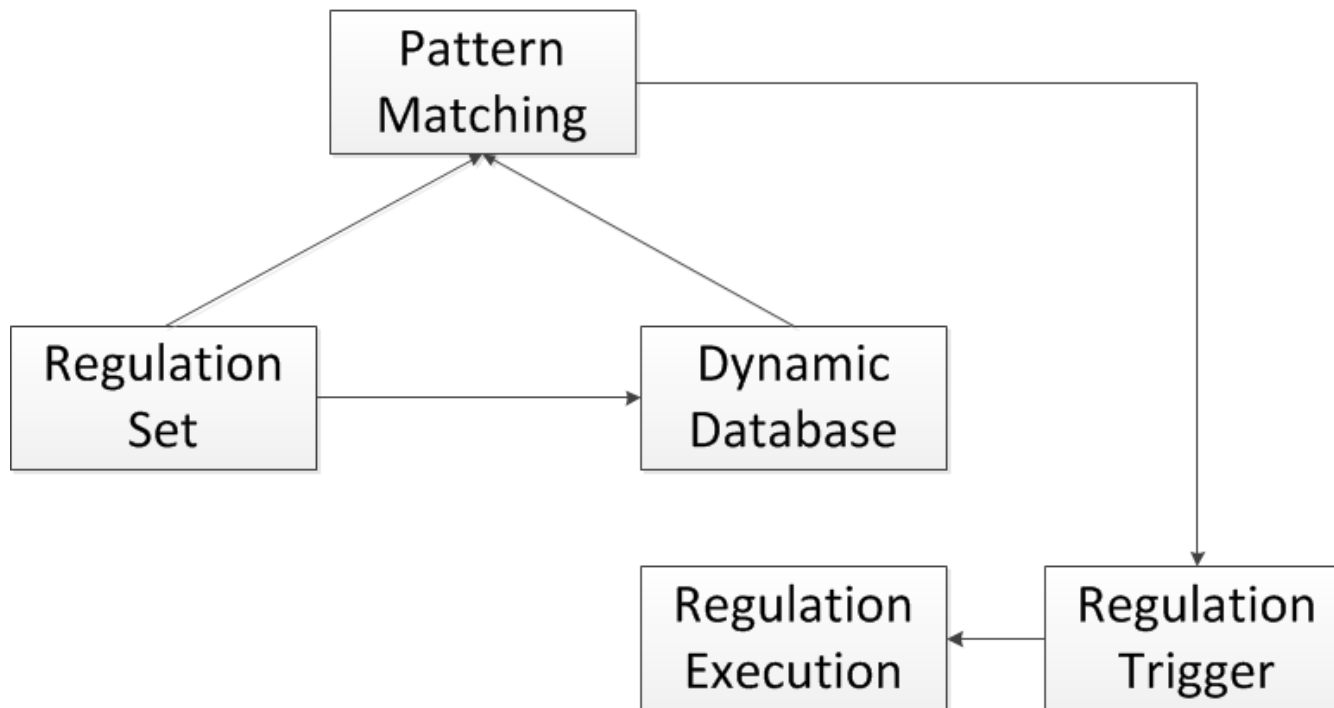 Pattern
Matching
Regulation
Set
Dynamic
Database
Regulation
Execution
Regulation
Trigger